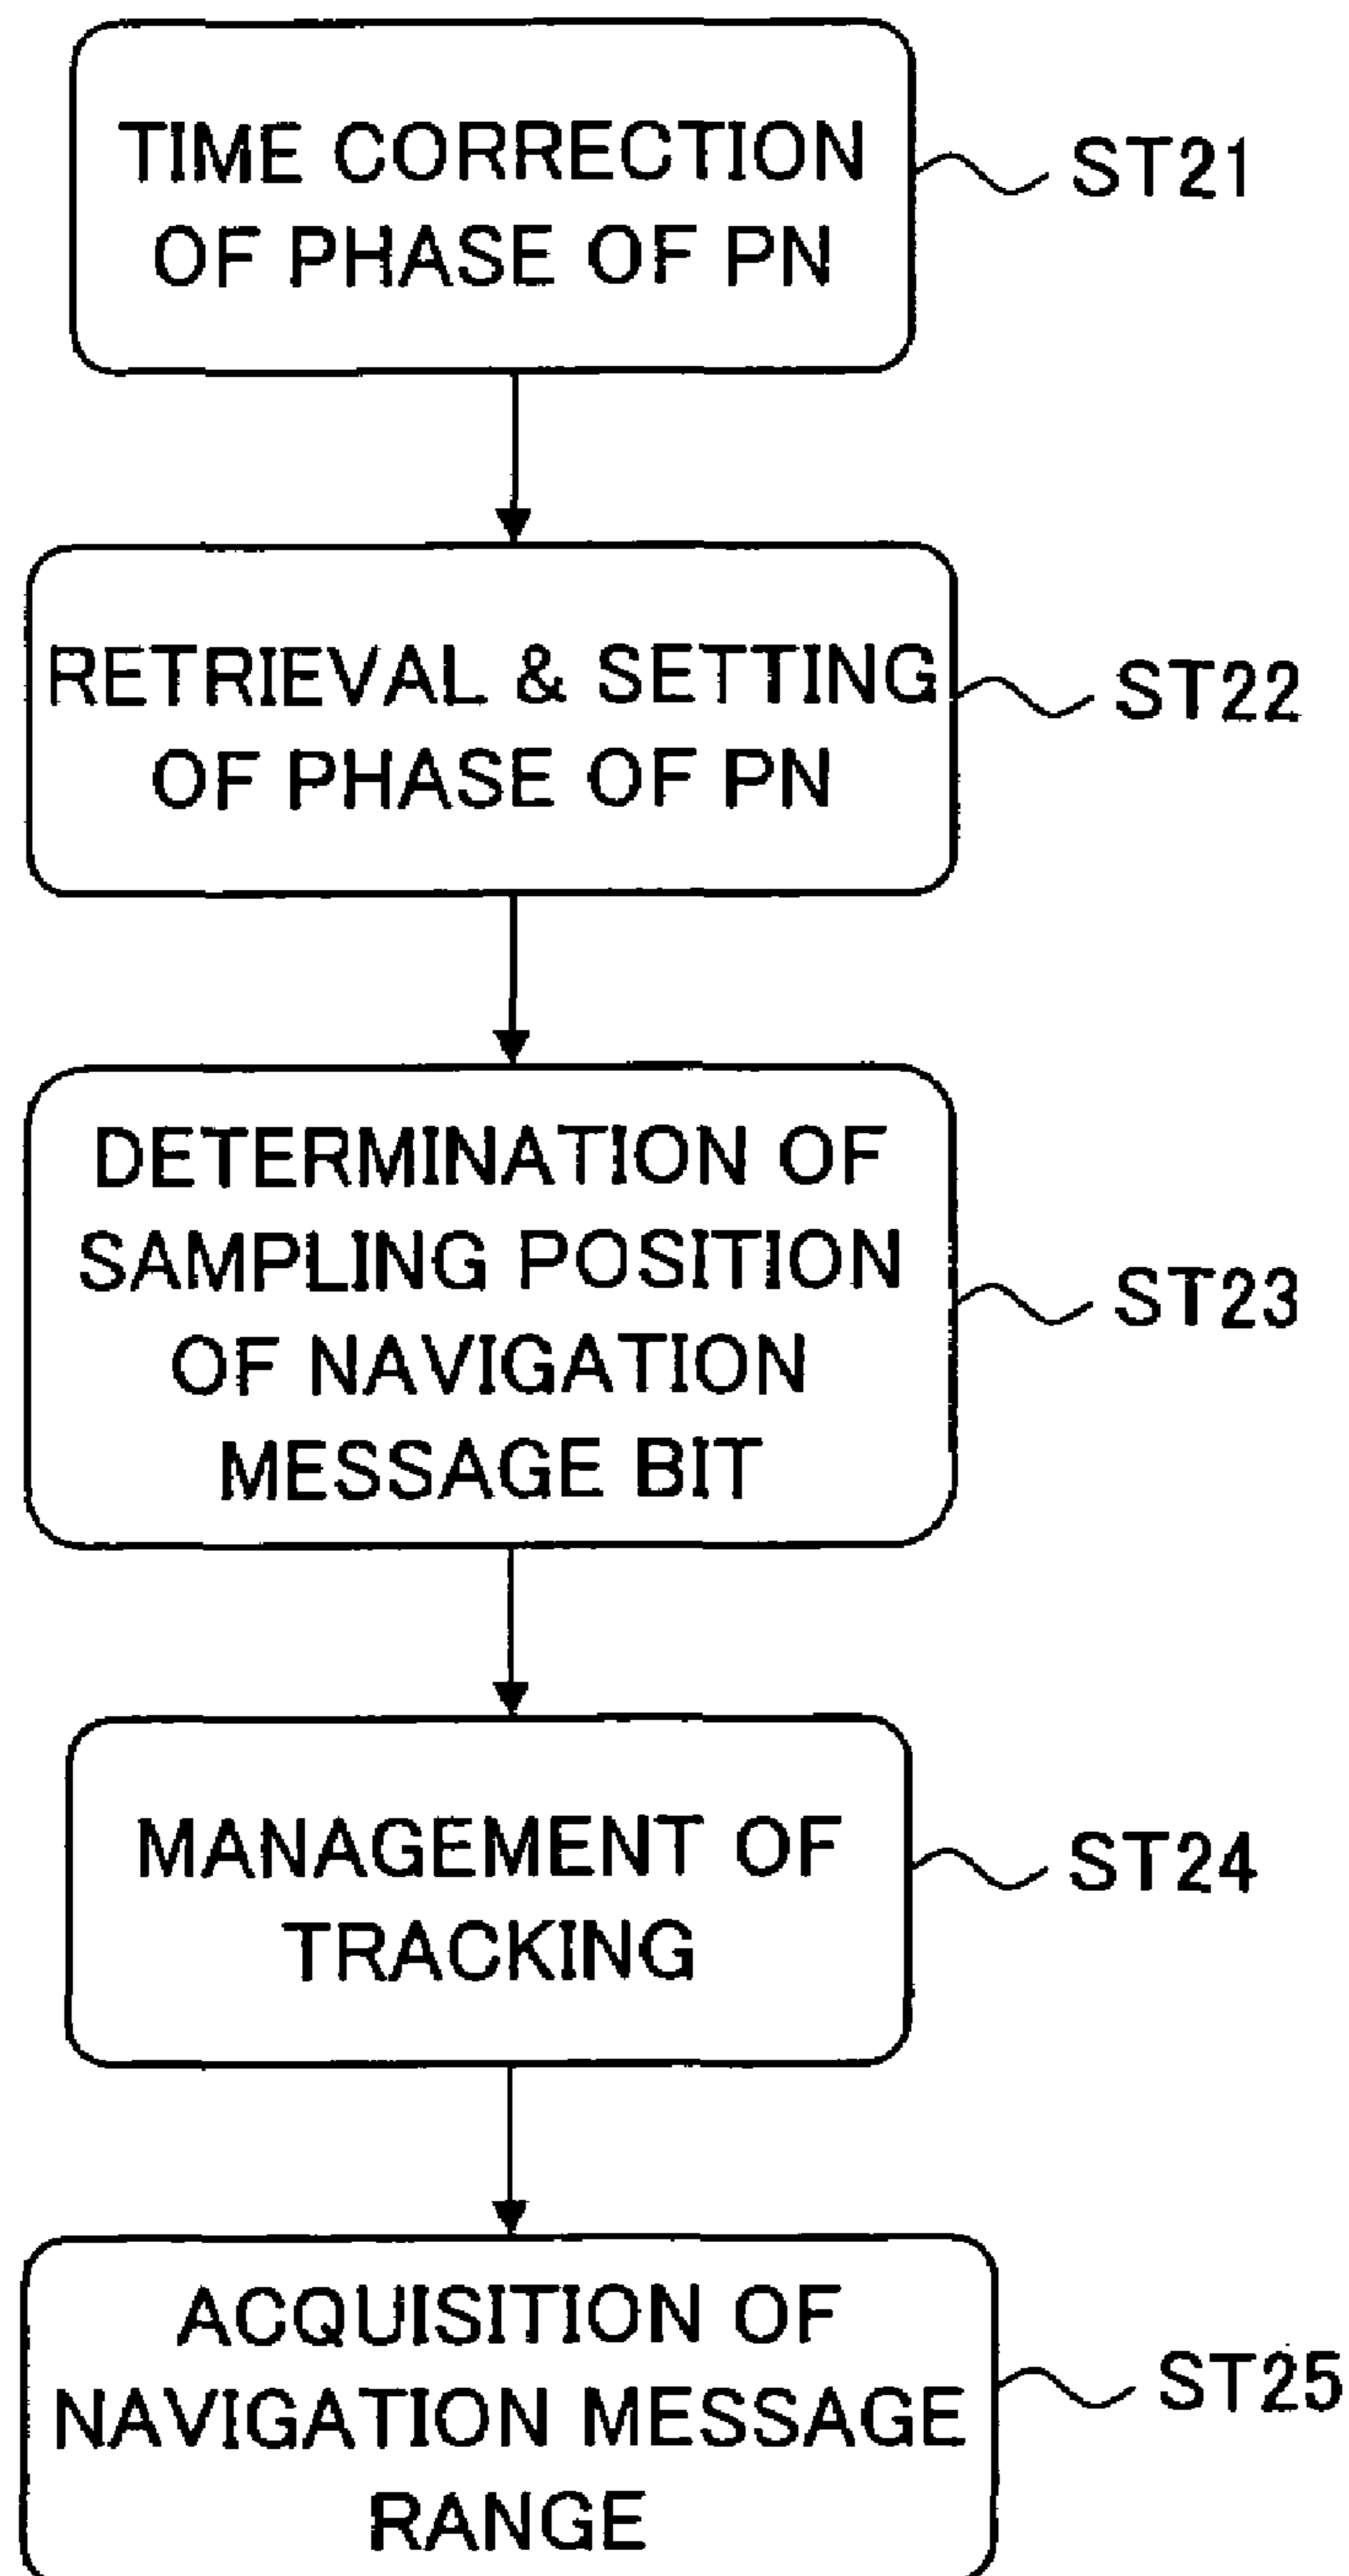 TIME CORRECTION
OF PHASE OF PN
ST21
RETRIEVAL & SETTING
OF PHASE OF PN
ST22
DETERMINATION OF
SAMPLING POSITION
OF NAVIGATION
MESSAGE BIT
ST23
MANAGEMENT OF
TRACKING
ST24
ACQUISITION OF
NAVIGATION MESSAGE
RANGE
ST25